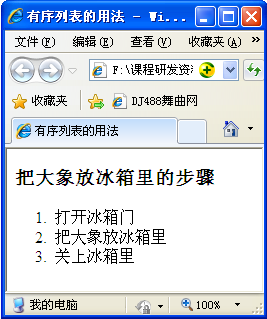 有序列表的用法 - Wi...
文件(F) 编辑(E) 查看(V) 收藏夹(A) »
F:\课程研发资
收藏夹 DJ488舞曲网
有序列表的用法
把大象放冰箱里的步骤
1. 打开冰箱门
2. 把大象放冰箱里
3. 关上冰箱里
我的电脑 100%